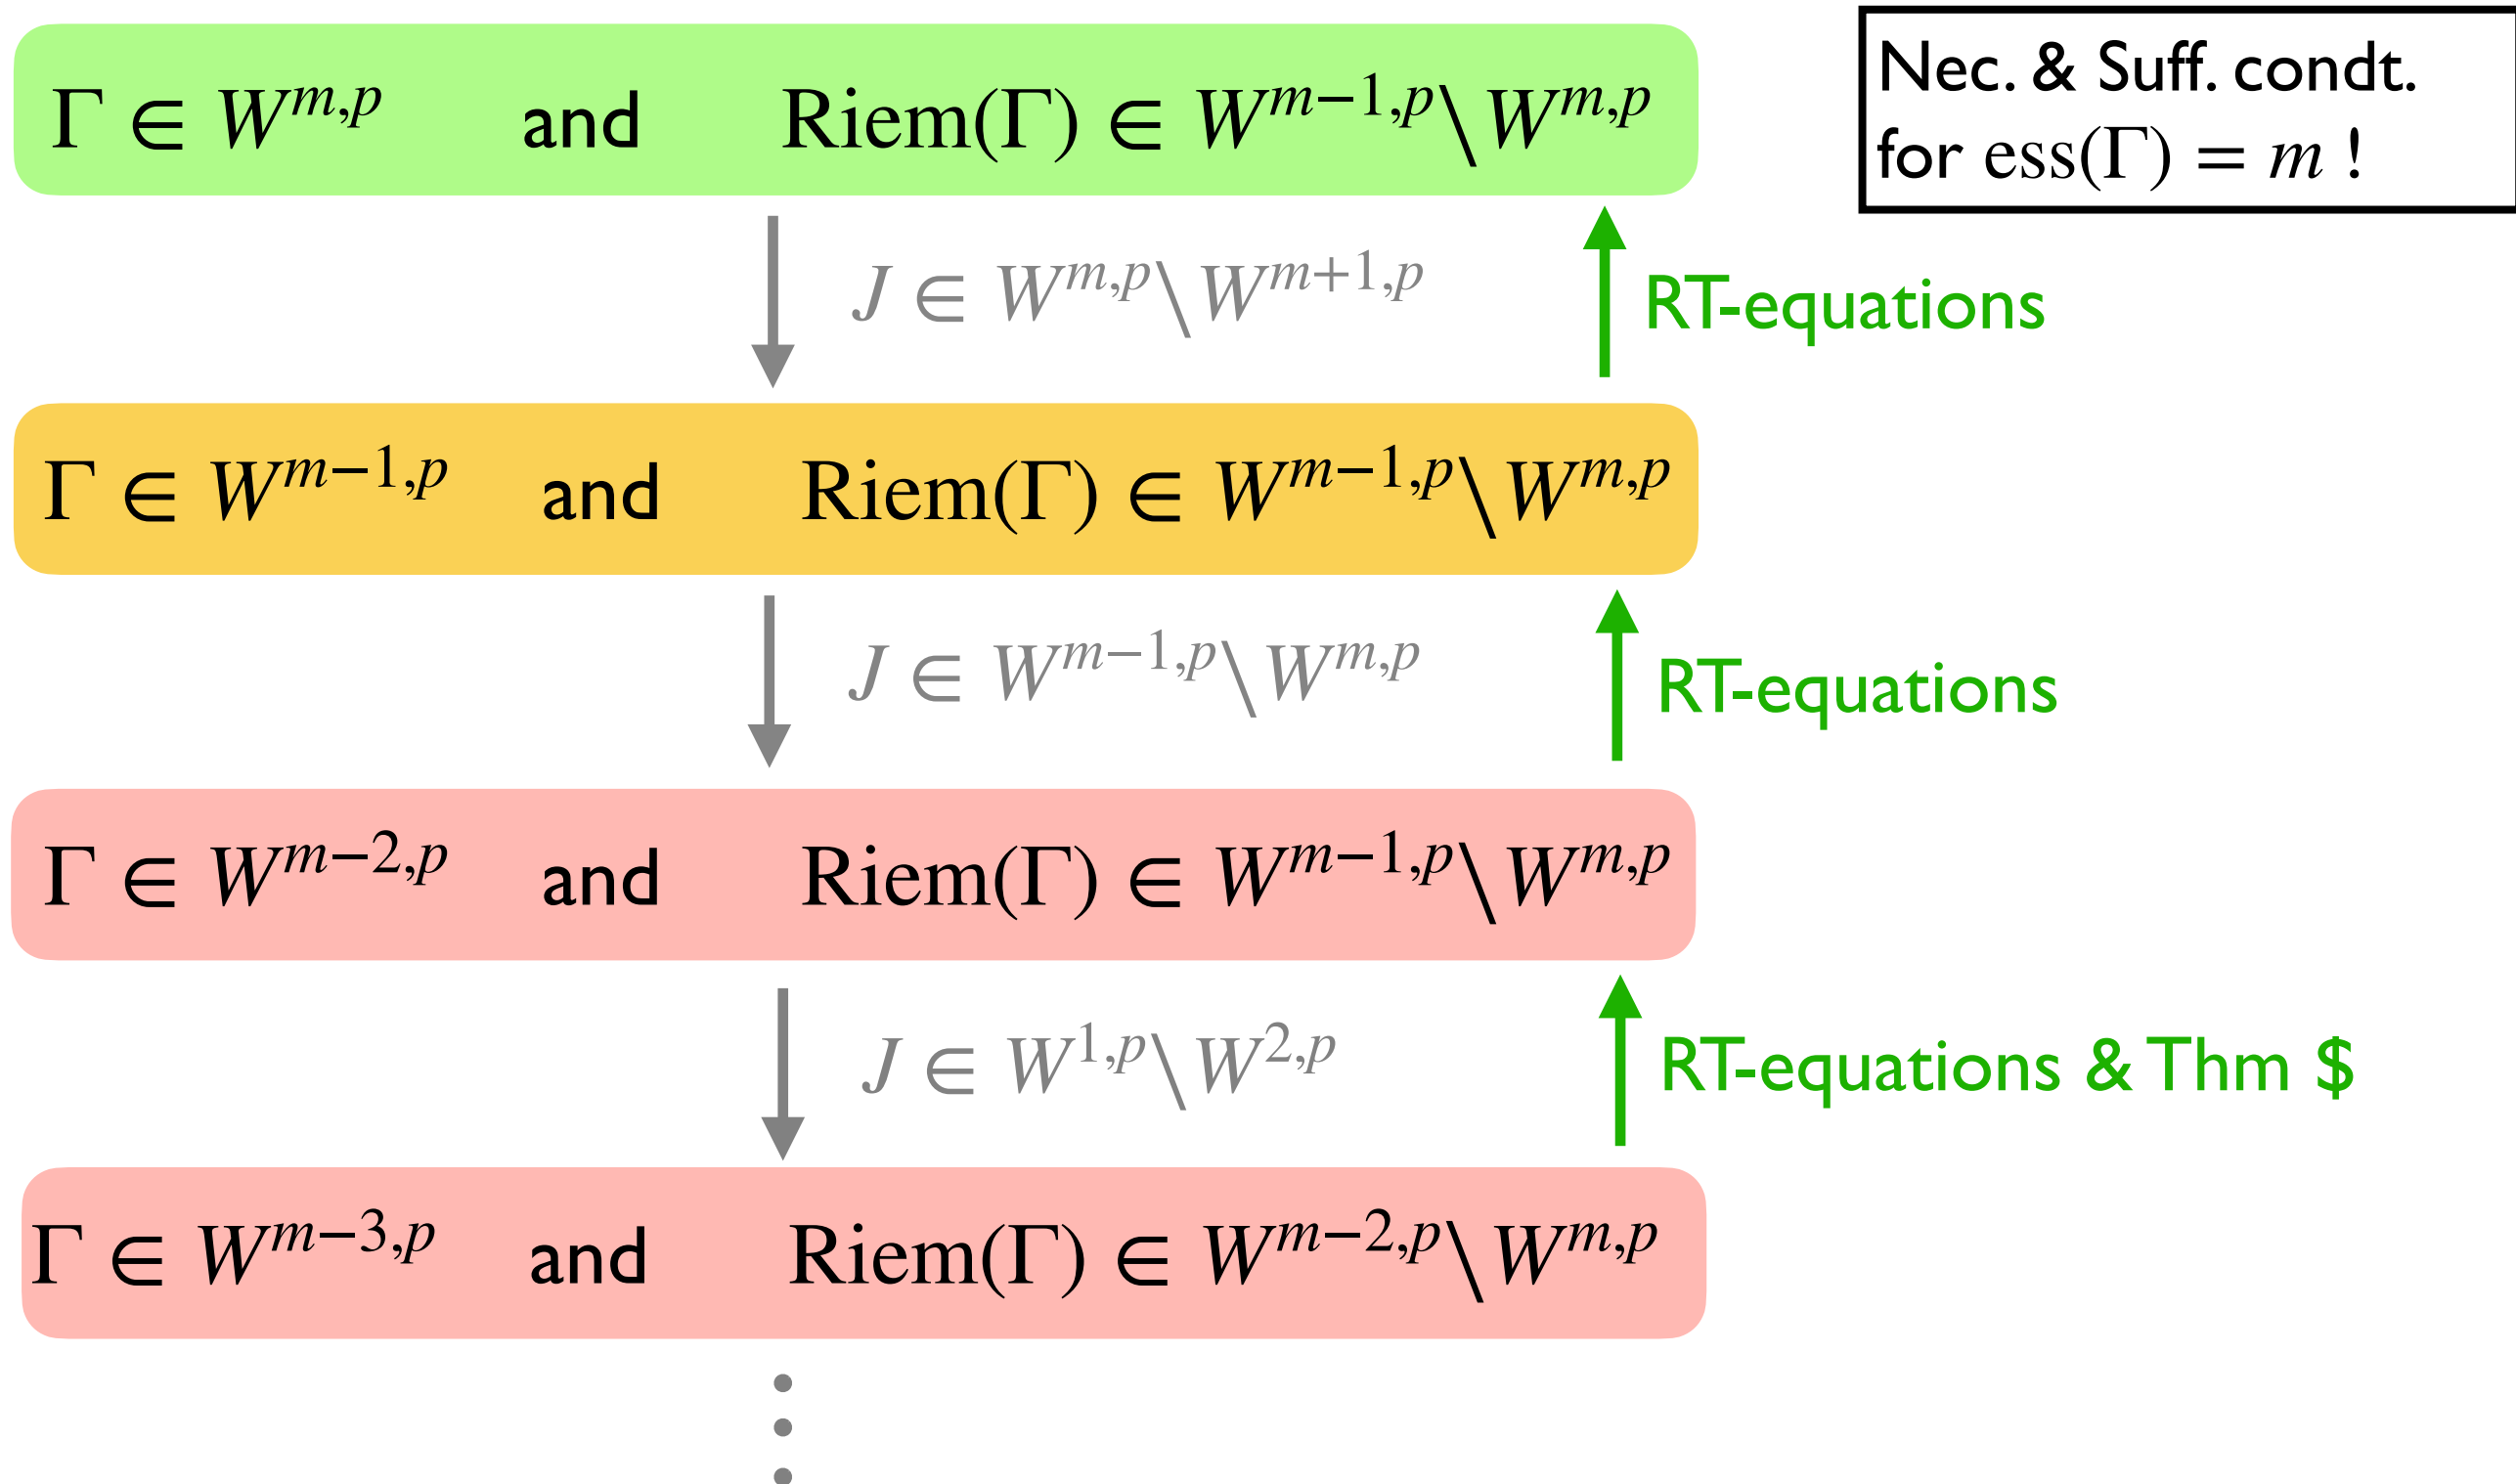 Γ ∈ W^{m,p} and Riem(Γ) ∈ W^{m−1,p}\W^{m,p}
Nec. & Suff. condt.
for ess(Γ) = m !
J ∈ W^{m,p}\W^{m+1,p}
RT-equations
Γ ∈ W^{m−1,p} and Riem(Γ) ∈ W^{m−1,p}\W^{m,p}
J ∈ W^{m−1,p}\W^{m,p}
RT-equations
Γ ∈ W^{m−2,p} and Riem(Γ) ∈ W^{m−1,p}\W^{m,p}
J ∈ W^{1,p}\W^{2,p}
RT-equations & Thm $
Γ ∈ W^{m−3,p} and Riem(Γ) ∈ W^{m−2,p}\W^{m,p}